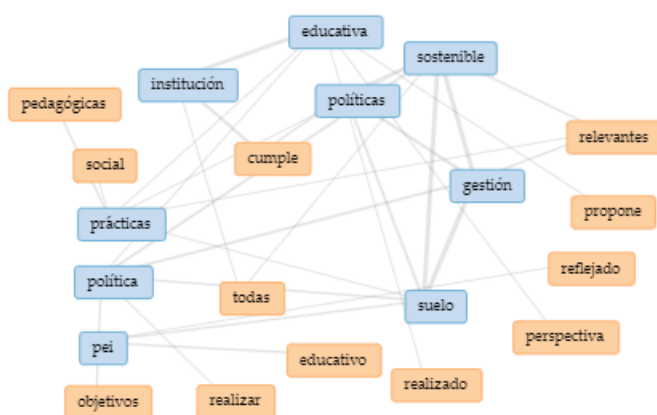 educativa
sostenible
institución
políticas
pedagógicas
relevantes
social
cumple
gestión
prácticas
propone
reflejado
política
todas
suelo
perspectiva
pei
educativo
realizado
objetivos
realizar